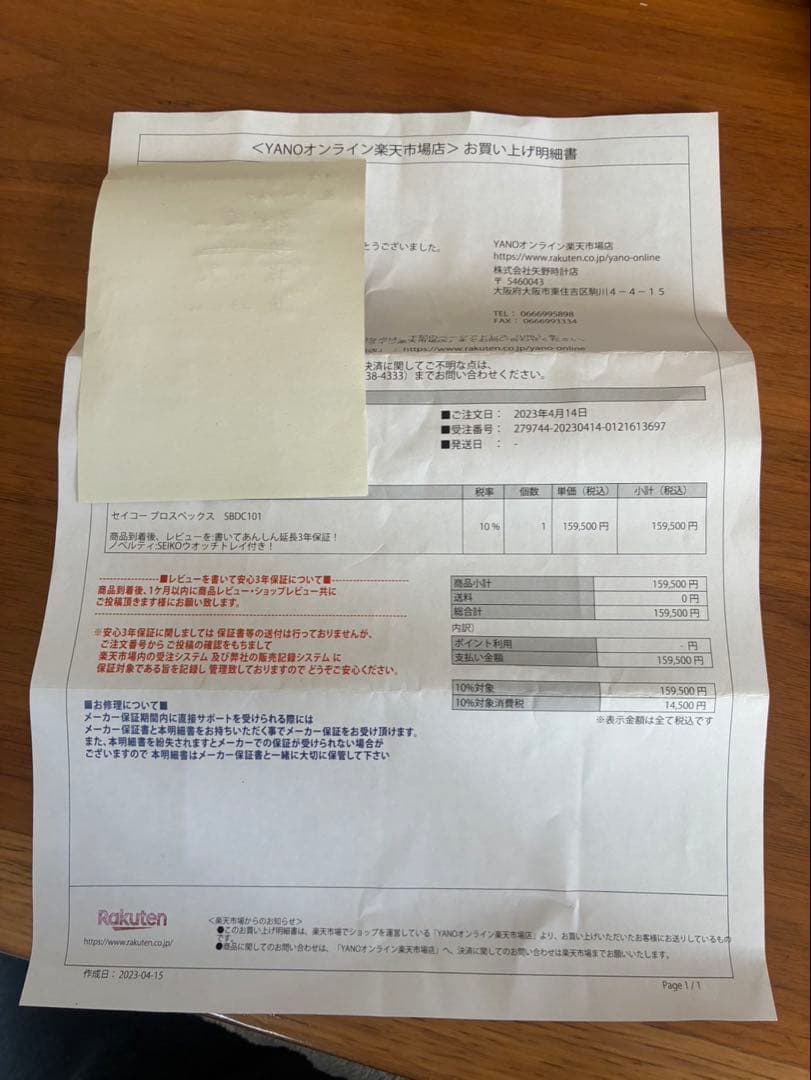 ＜YANOオンライン楽天市場店＞ お買い上げ明細書
とうございました。
YANOオンライン楽天市場店
https://www.rakuten.co.jp/yano-online
株式会社矢野時計店
〒 5460043
大阪府大阪市東住吉区駒川４－４－１５
TEL： 0666995898
FAX： 0666993334
https://www.rakuten.co.jp/yano-online
決済に関してご不明な点は、
38-4333）までお問い合わせください。
■ご注文日： 2023年4月14日
■受注番号： 279744-20230414-0121613697
■発送日 ： -
税率 個数 単価（税込） 小計（税込）
セイコー プロスペックス SBDC101
商品到着後、レビューを:書いてあんしん延長3年保証！
ノベルティ:SEIKOウオッチトレイ付き！
10 % 1 159,500 円 159,500 円
---------------■レビューを書いて安心3年保証について■---------------
商品到着後、1ケ月以内に商品レビュー・ショップレビュー共に
ご投稿頂きます様にお願い致します。
※安心3年保証に関しましては 保証書等の送付は行っておりませんが、
ご注文番号から ご投稿の確認をもちまして
楽天市場内の受注システム 及び 弊社の販売記録システム に
保証対象である旨を記録し 管理致しておりますので どうぞご安心ください。
商品小計 159,500 円
送料 0 円
総合計 159,500 円
内訳）
ポイント利用 - 円
支払い金額 159,500 円
10%対象 159,500 円
10%対象消費税 14,500 円
※表示金額は全て税込です
■お修理について■
メーカー保証期間内に直接サポートを受けられる際には
メーカー保証書と本明細書をお持ちいただく事でメーカー保証をお受け頂けます。
また、本明細書を紛失されますとメーカーでの保証が受けられない場合が
ございますので 本明細書はメーカー保証書と一緒に大切に保管して下さい
Rakuten
https://www.rakuten.co.jp/
＜楽天市場からのお知らせ＞
●このお買い上げ明細書は、楽天市場でショップを運営している「YANOオンライン楽天市場店」より、お買い上げいただいたお客様にお送りしているもの
です。
●商品に関してのお問い合わせは、「YANOオンライン楽天市場店」へ、決済に関してのお問い合わせは楽天市場までお願いいたします。
作成日： 2023-04-15
Page 1 / 1